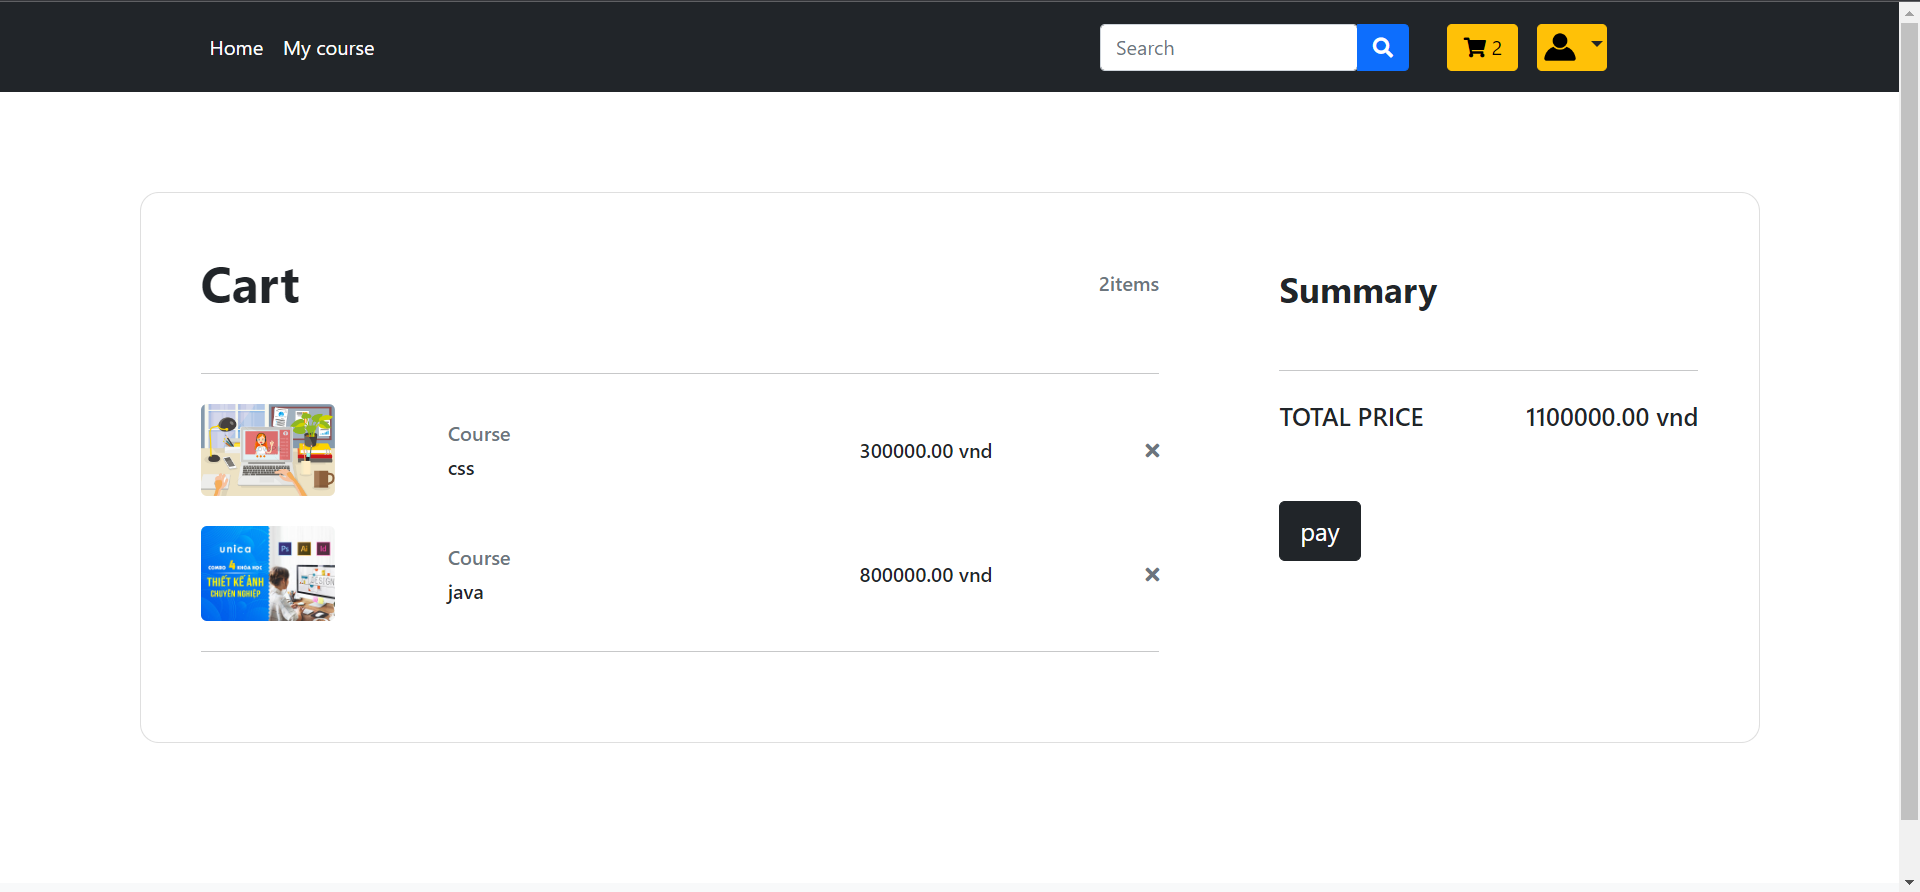 Home My course Search 2
Cart 2items
Summary
Course
css
300000.00 vnd
unica
Ps Ai Id
COMBO 4 KHÓA HỌC
THIẾT KẾ ẢNH
CHUYÊN NGHIỆP
DESIGN
Course
java
800000.00 vnd
TOTAL PRICE 1100000.00 vnd
pay